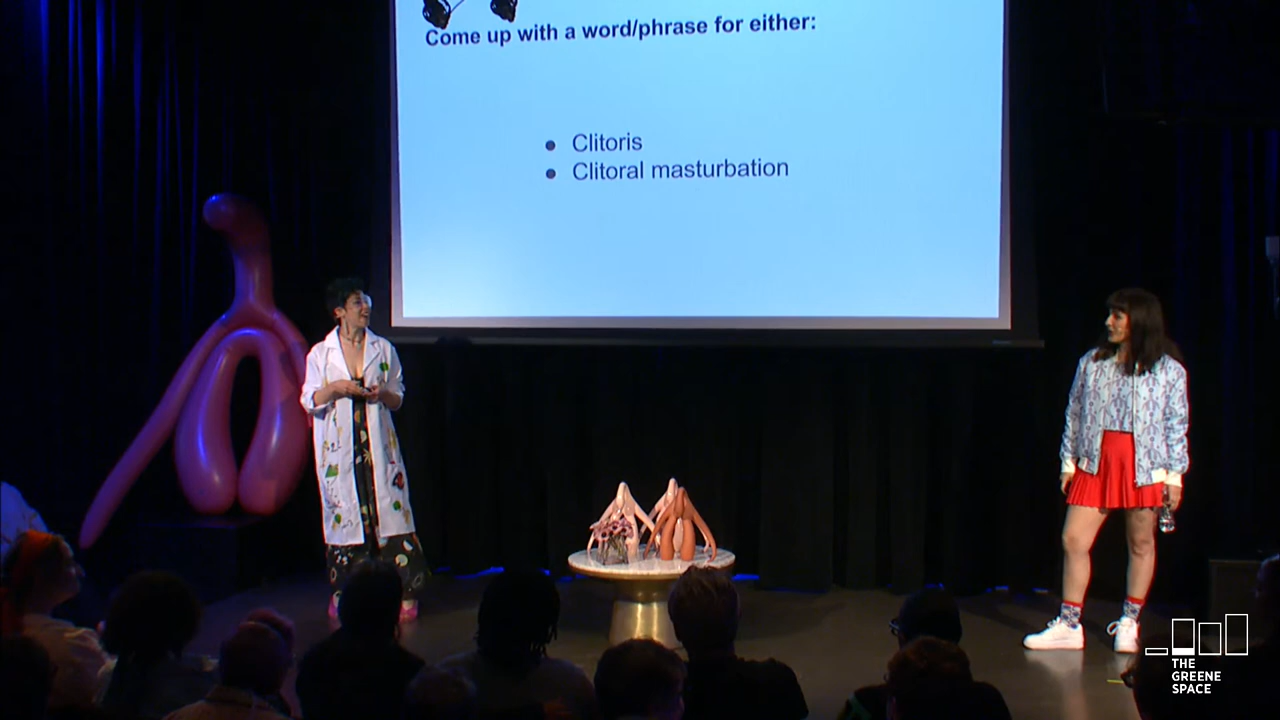 Come up with a word/phrase for either:
Clitoris
Clitoral masturbation
THE
GREENE
SPACE